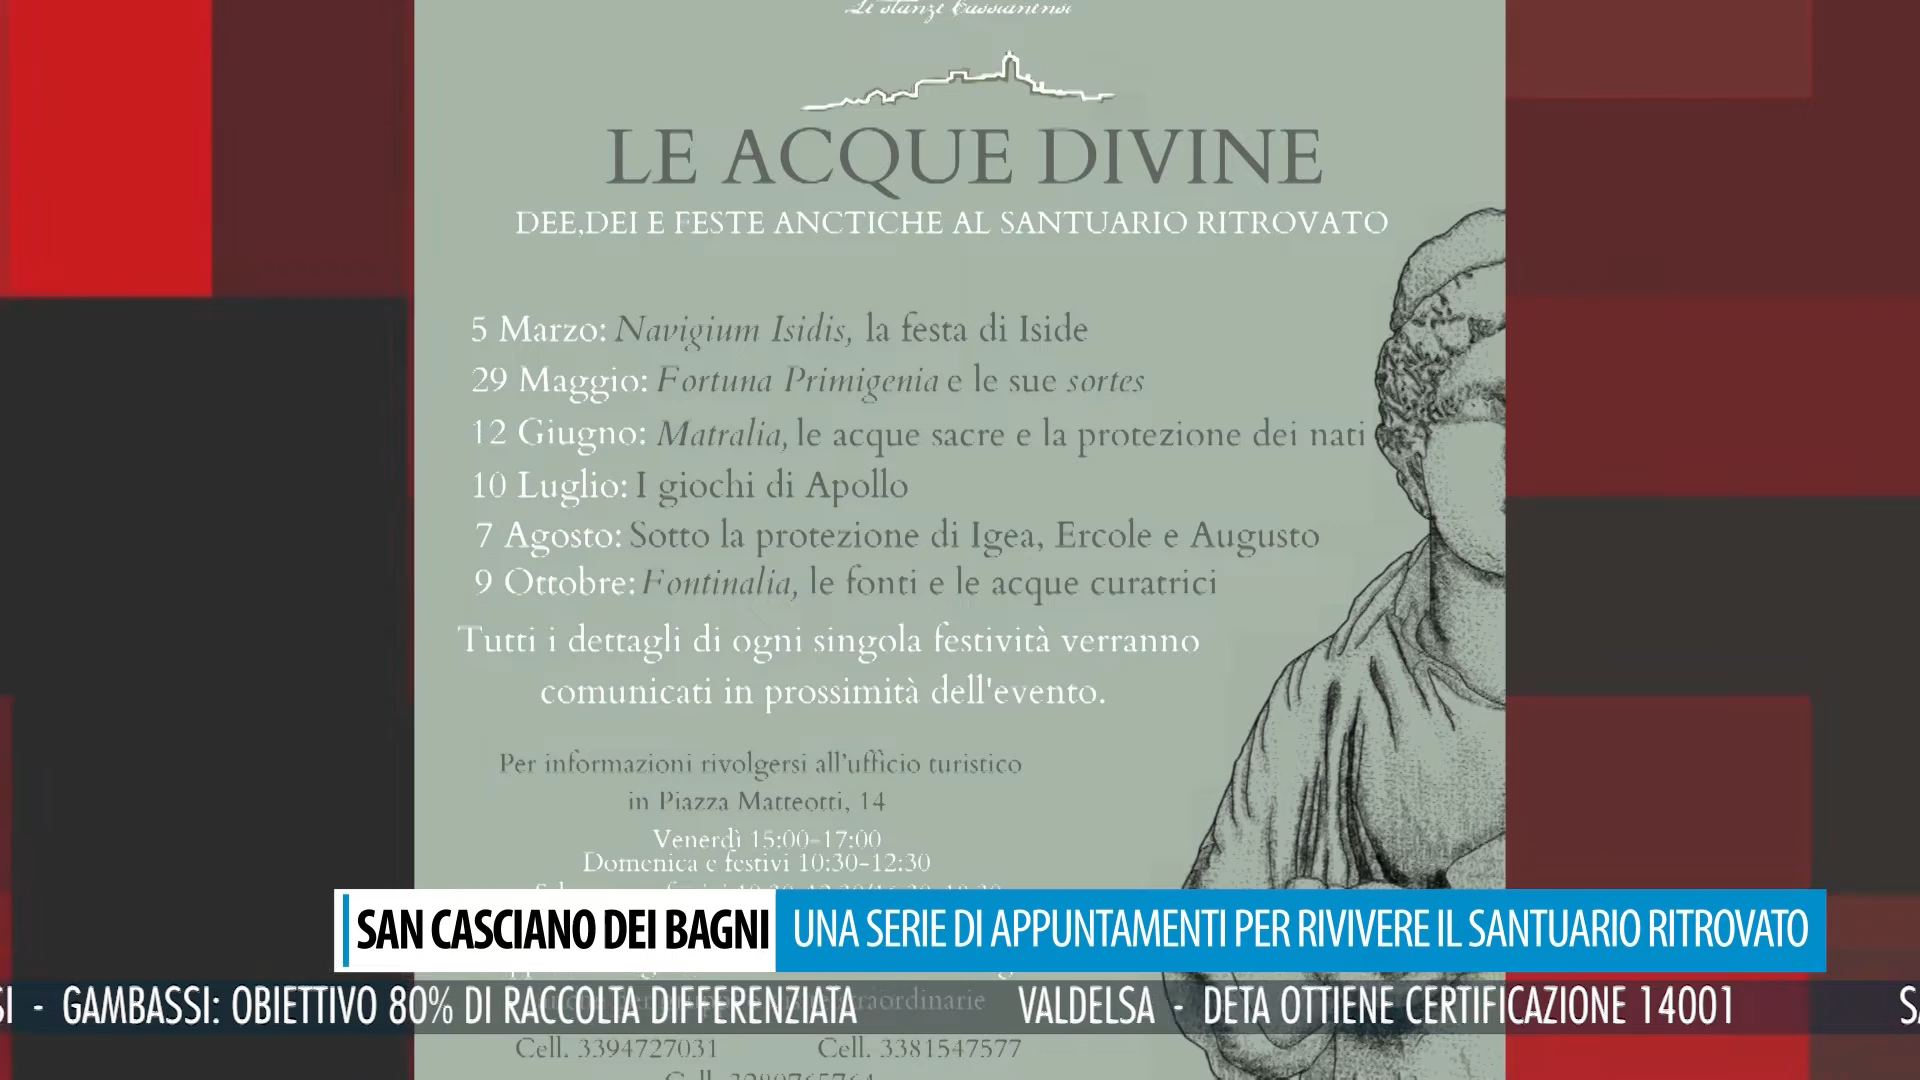 Le stanze Cassianensi
LE ACQUE DIVINE
DEE,DEI E FESTE ANCTICHE AL SANTUARIO RITROVATO
5 Marzo: Navigium Isidis, la festa di Iside
29 Maggio: Fortuna Primigenia e le sue sortes
12 Giugno: Matralia, le acque sacre e la protezione dei nati
10 Luglio: I giochi di Apollo
7 Agosto: Sotto la protezione di Igea, Ercole e Augusto
9 Ottobre: Fontinalia, le fonti e le acque curatrici
Tutti i dettagli di ogni singola festività verranno
comunicati in prossimità dell'evento.
Per informazioni rivolgersi all'ufficio turistico
in Piazza Matteotti, 14
Venerdì 15:00-17:00
Domenica e festivi 10:30-12:30
SAN CASCIANO DEI BAGNI UNA SERIE DI APPUNTAMENTI PER RIVIVERE IL SANTUARIO RITROVATO
SI - GAMBASSI: OBIETTIVO 80% DI RACCOLTA DIFFERENZIATA VALDELSA - DETA OTTIENE CERTIFICAZIONE 14001 SA
Cell. 3394727031 Cell. 3381547577